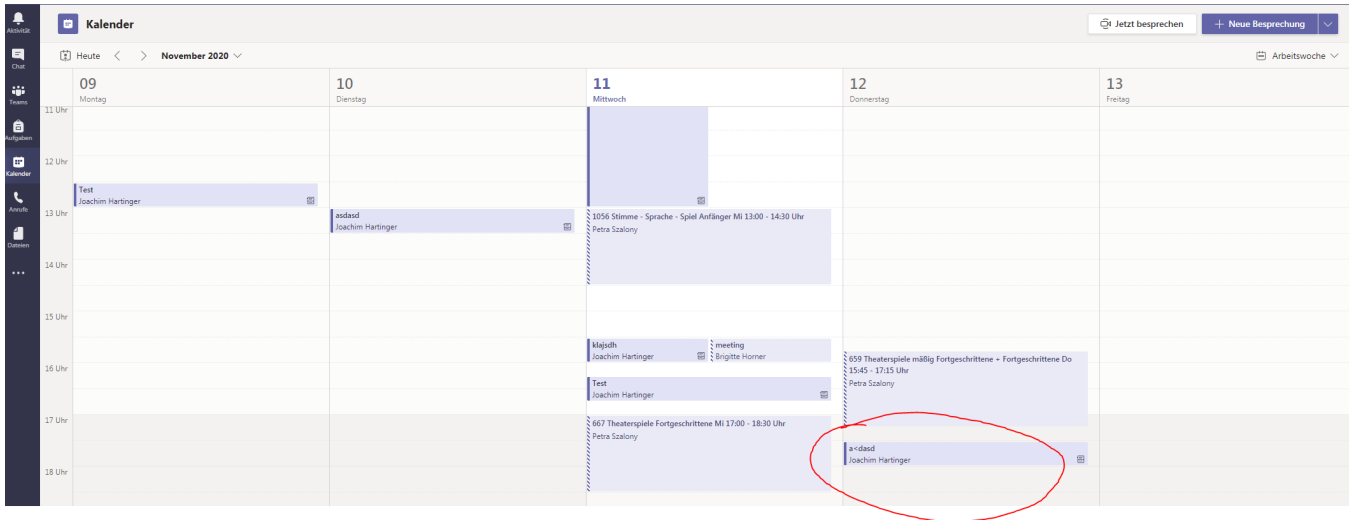 Aktivität
Chat
Teams
Aufgaben
Kalender
Anrufe
Dateien
Kalender
Jetzt besprechen
Neue Besprechung
Heute
November 2020
Arbeitswoche
09
Montag
10
Dienstag
11
Mittwoch
12
Donnerstag
13
Freitag
11 Uhr
12 Uhr
13 Uhr
14 Uhr
15 Uhr
16 Uhr
17 Uhr
18 Uhr
Test
Joachim Hartinger
asdasd
Joachim Hartinger
1056 Stimme - Sprache - Spiel Anfänger Mi 13:00 - 14:30 Uhr
Petra Szalony
klajsdh
Joachim Hartinger
meeting
Brigitte Horner
Test
Joachim Hartinger
667 Theaterspiele Fortgeschrittene Mi 17:00 - 18:30 Uhr
Petra Szalony
659 Theaterspiele mäßig Fortgeschrittene + Fortgeschrittene Do
15:45 - 17:15 Uhr
Petra Szalony
a<dasd
Joachim Hartinger